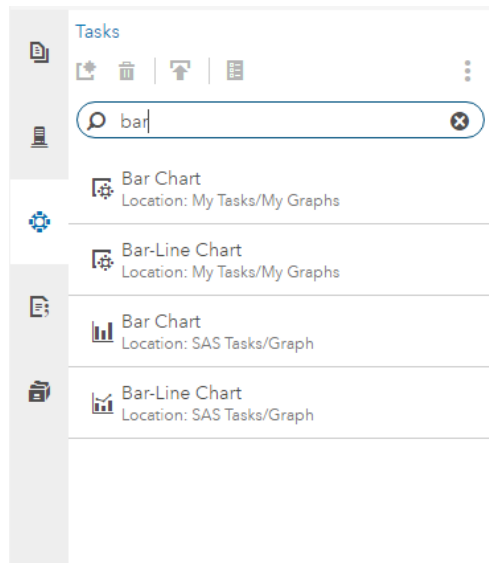 Tasks
bar
Bar Chart
Location: My Tasks/My Graphs
Bar-Line Chart
Location: My Tasks/My Graphs
Bar Chart
Location: SAS Tasks/Graph
Bar-Line Chart
Location: SAS Tasks/Graph